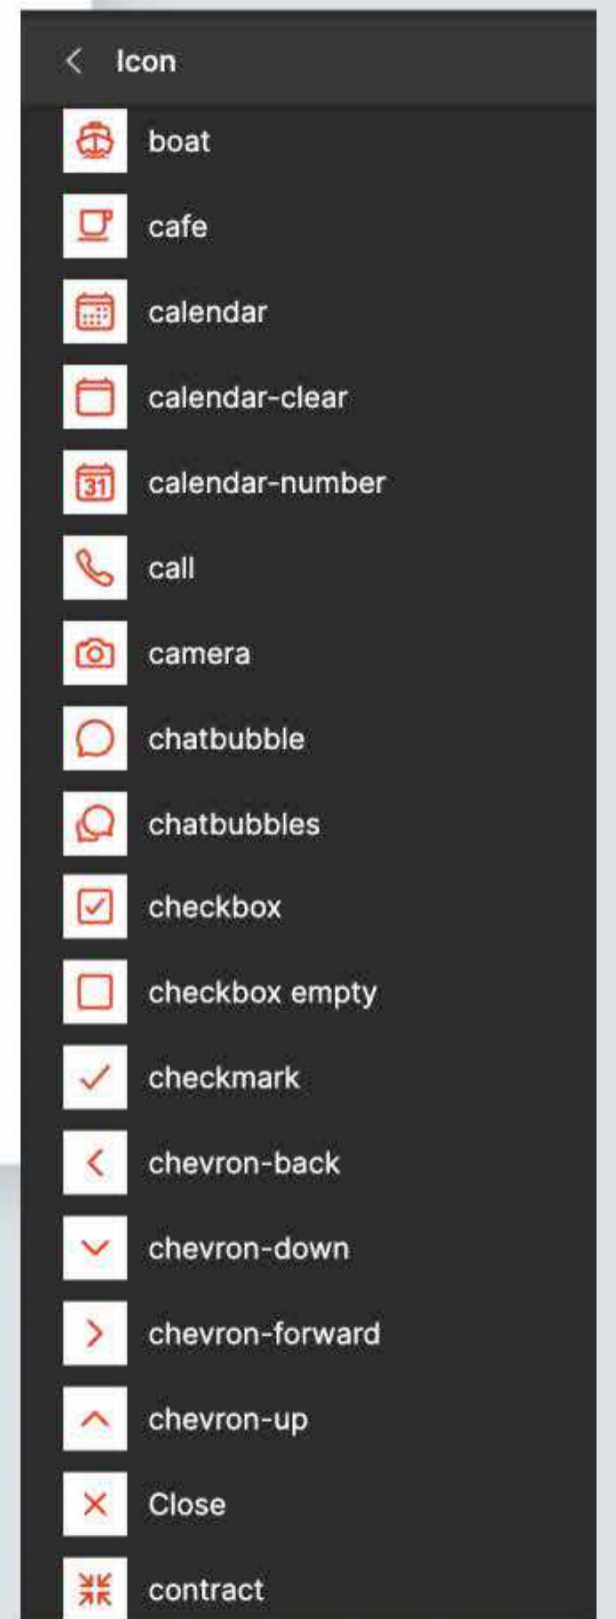 Icon
boat
cafe
calendar
calendar-clear
31
calendar-number
call
camera
chatbubble
chatbubbles
checkbox
checkbox empty
checkmark
chevron-back
chevron-down
chevron-forward
chevron-up
Close
contract